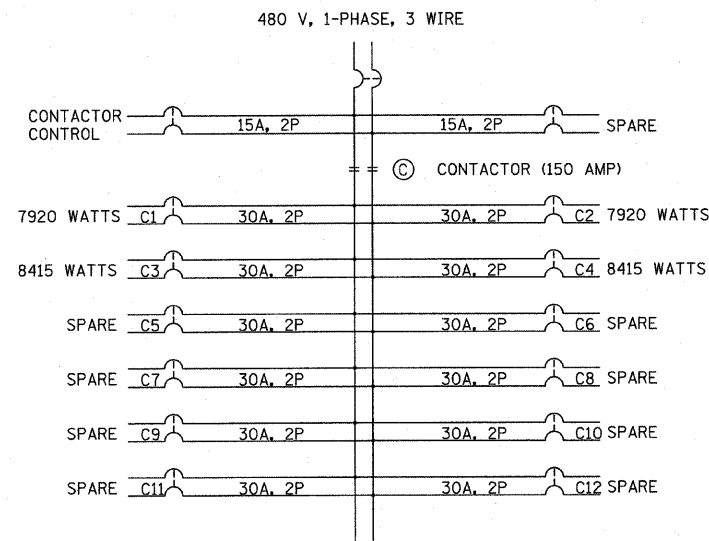 480 V, 1-PHASE, 3 WIRE
CONTACTOR
CONTROL
15A, 2P
15A, 2P
SPARE
C CONTACTOR (150 AMP)
7920 WATTS C1 30A, 2P 30A, 2P C2 7920 WATTS
8415 WATTS C3 30A, 2P 30A, 2P C4 8415 WATTS
SPARE C5 30A, 2P 30A, 2P C6 SPARE
SPARE C7 30A, 2P 30A, 2P C8 SPARE
SPARE C9 30A, 2P 30A, 2P C10 SPARE
SPARE C11 30A, 2P 30A, 2P C12 SPARE